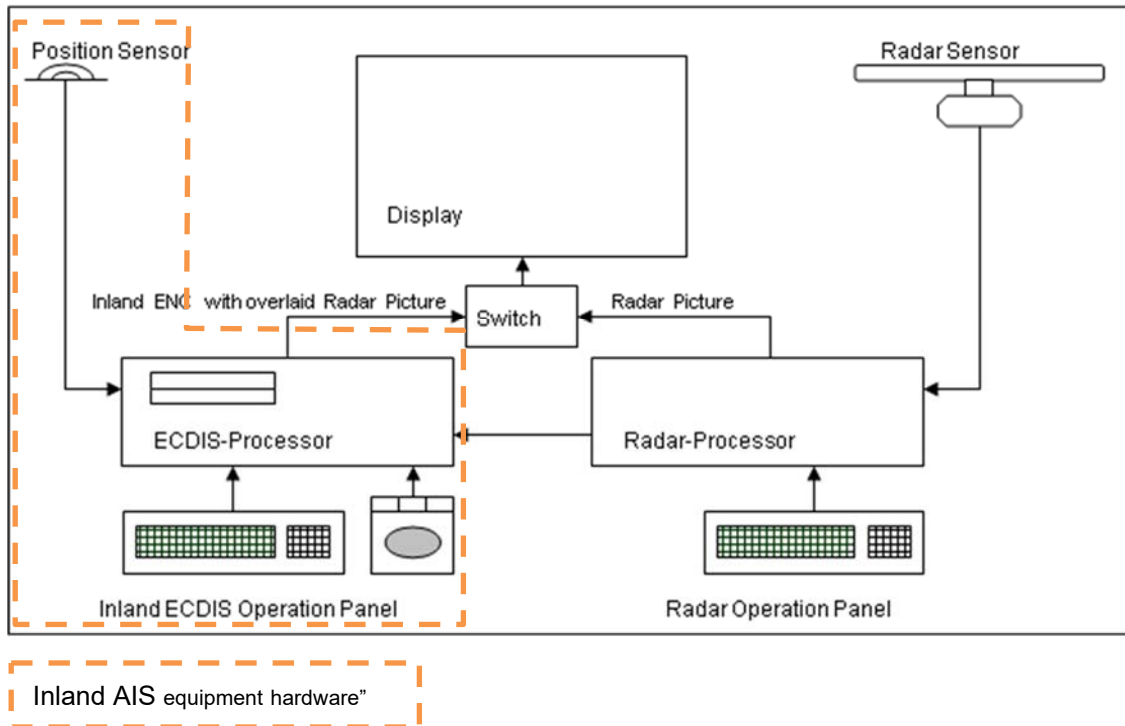 Position Sensor
Radar Sensor
Display
Inland ENC with overlaid Radar Picture
Switch
Radar Picture
ECDIS-Processor
Radar-Processor
Inland ECDIS Operation Panel
Radar Operation Panel
Inland AIS equipment hardware”